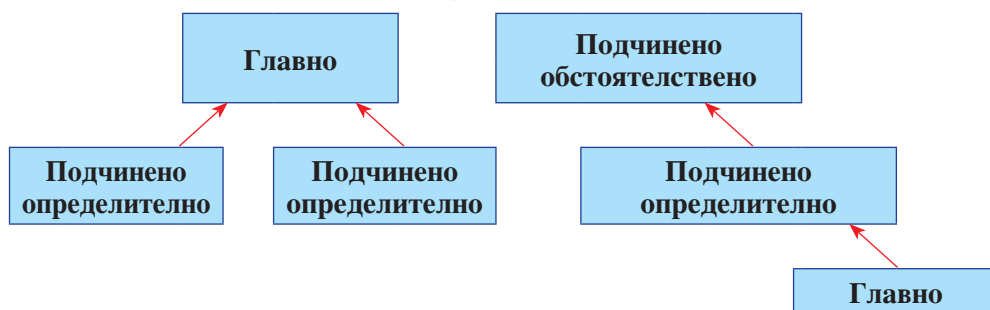 Главно
Подчинено
обстоятелствено
Подчинено
определително
Подчинено
определително
Подчинено
определително
Главно